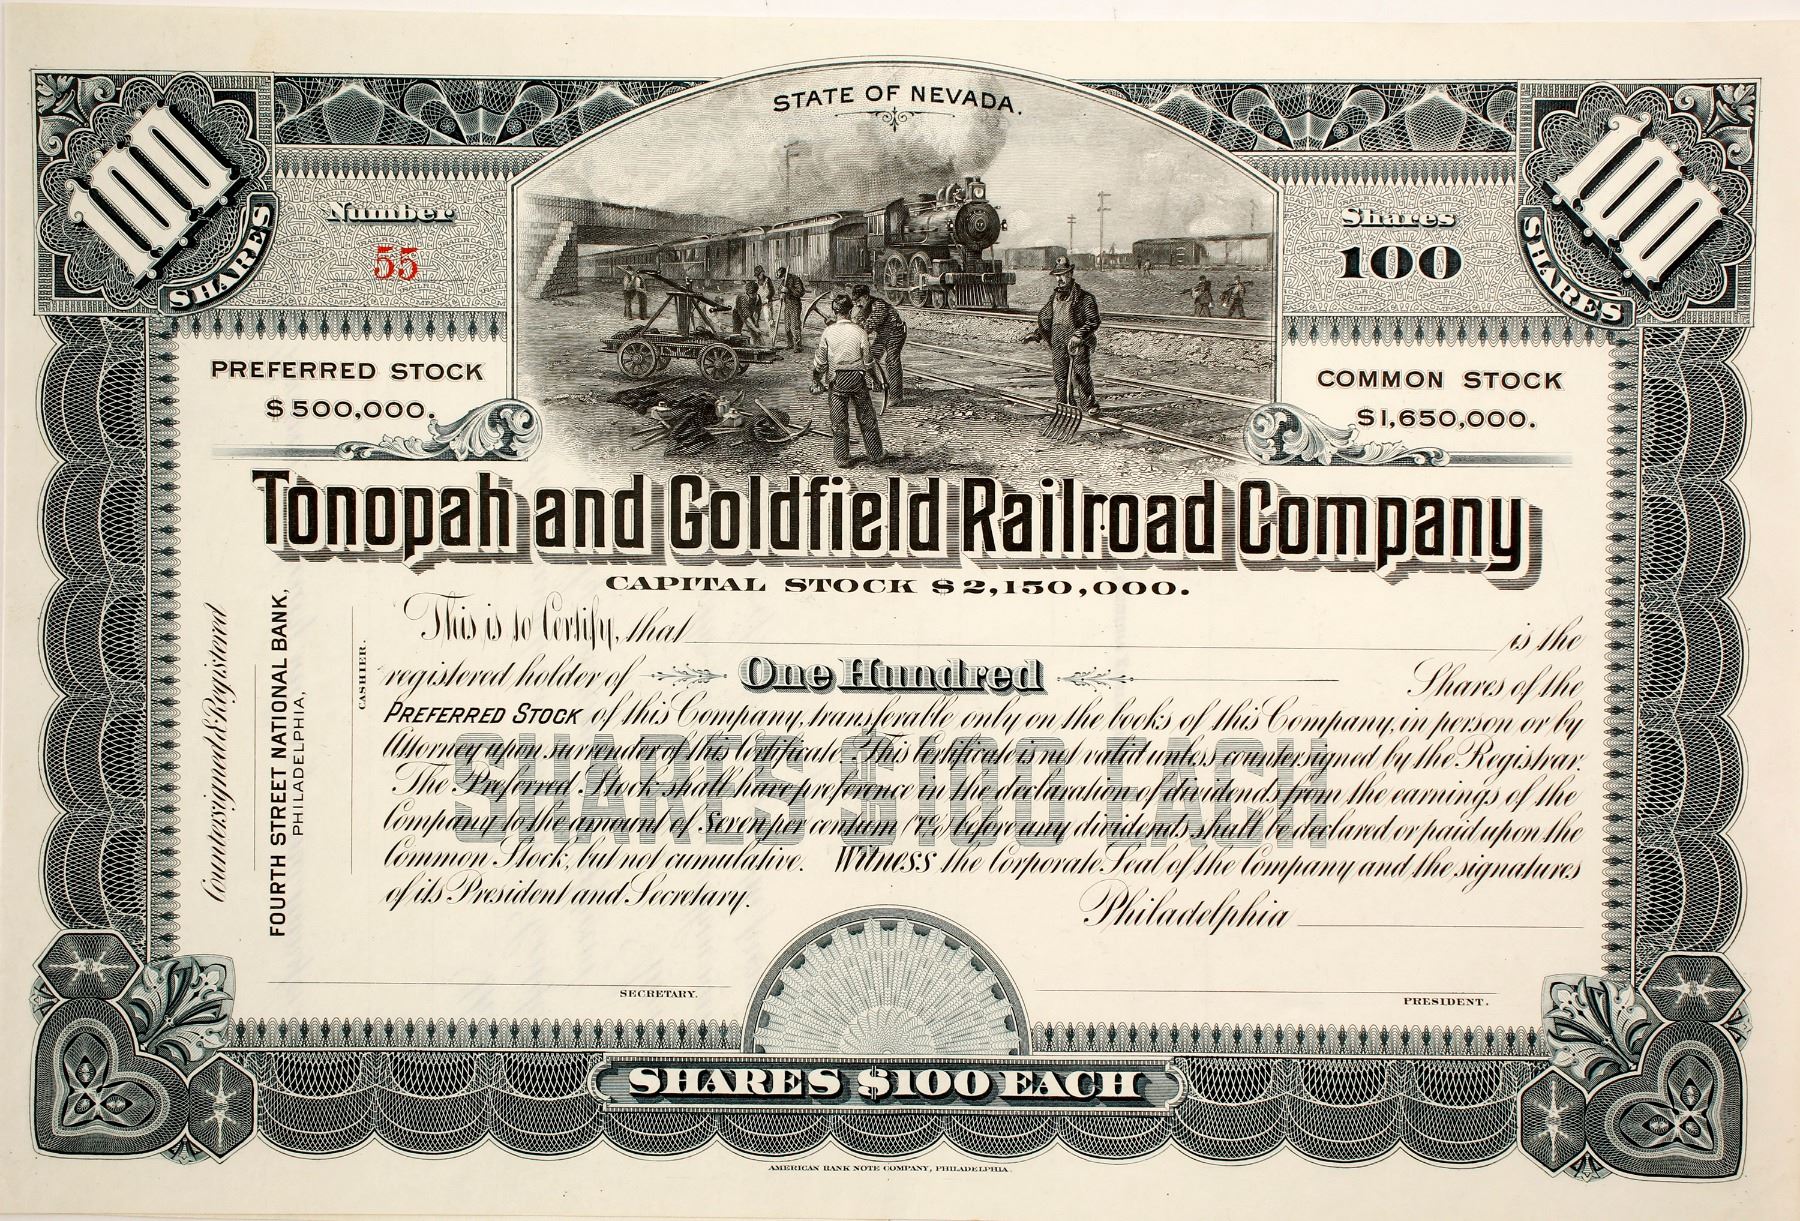 STATE OF NEVADA.
100
SHARES
Number
55
Shares
100
100
SHARES
PREFERRED STOCK
$500,000.
COMMON STOCK
$1,650,000.
Tonopah and Goldfield Railroad Company
CAPITAL STOCK $2,150,000.
This is to Certify, that is the
registered holder of One Hundred Shares of the
PREFERRED STOCK of this Company, transferable only on the books of this Company, in person or by
Attorney upon surrender of this Certificate. This Certificate is not valid unless countersigned by the Registrar.
The Preferred Stock shall have preference in the declaration of dividends from the earnings of the
Company to the amount of Seven per centum (7%) before any dividends shall be declared or paid upon the
Common Stock, but not cumulative. Witness the Corporate Seal of the Company and the signatures
of its President and Secretary.
SHARES $100 EACH
Philadelphia
Countersigned & Registered
FOURTH STREET NATIONAL BANK,
PHILADELPHIA,
CASHIER.
SECRETARY.
PRESIDENT.
SHARES $100 EACH
AMERICAN BANK NOTE COMPANY, PHILADELPHIA.